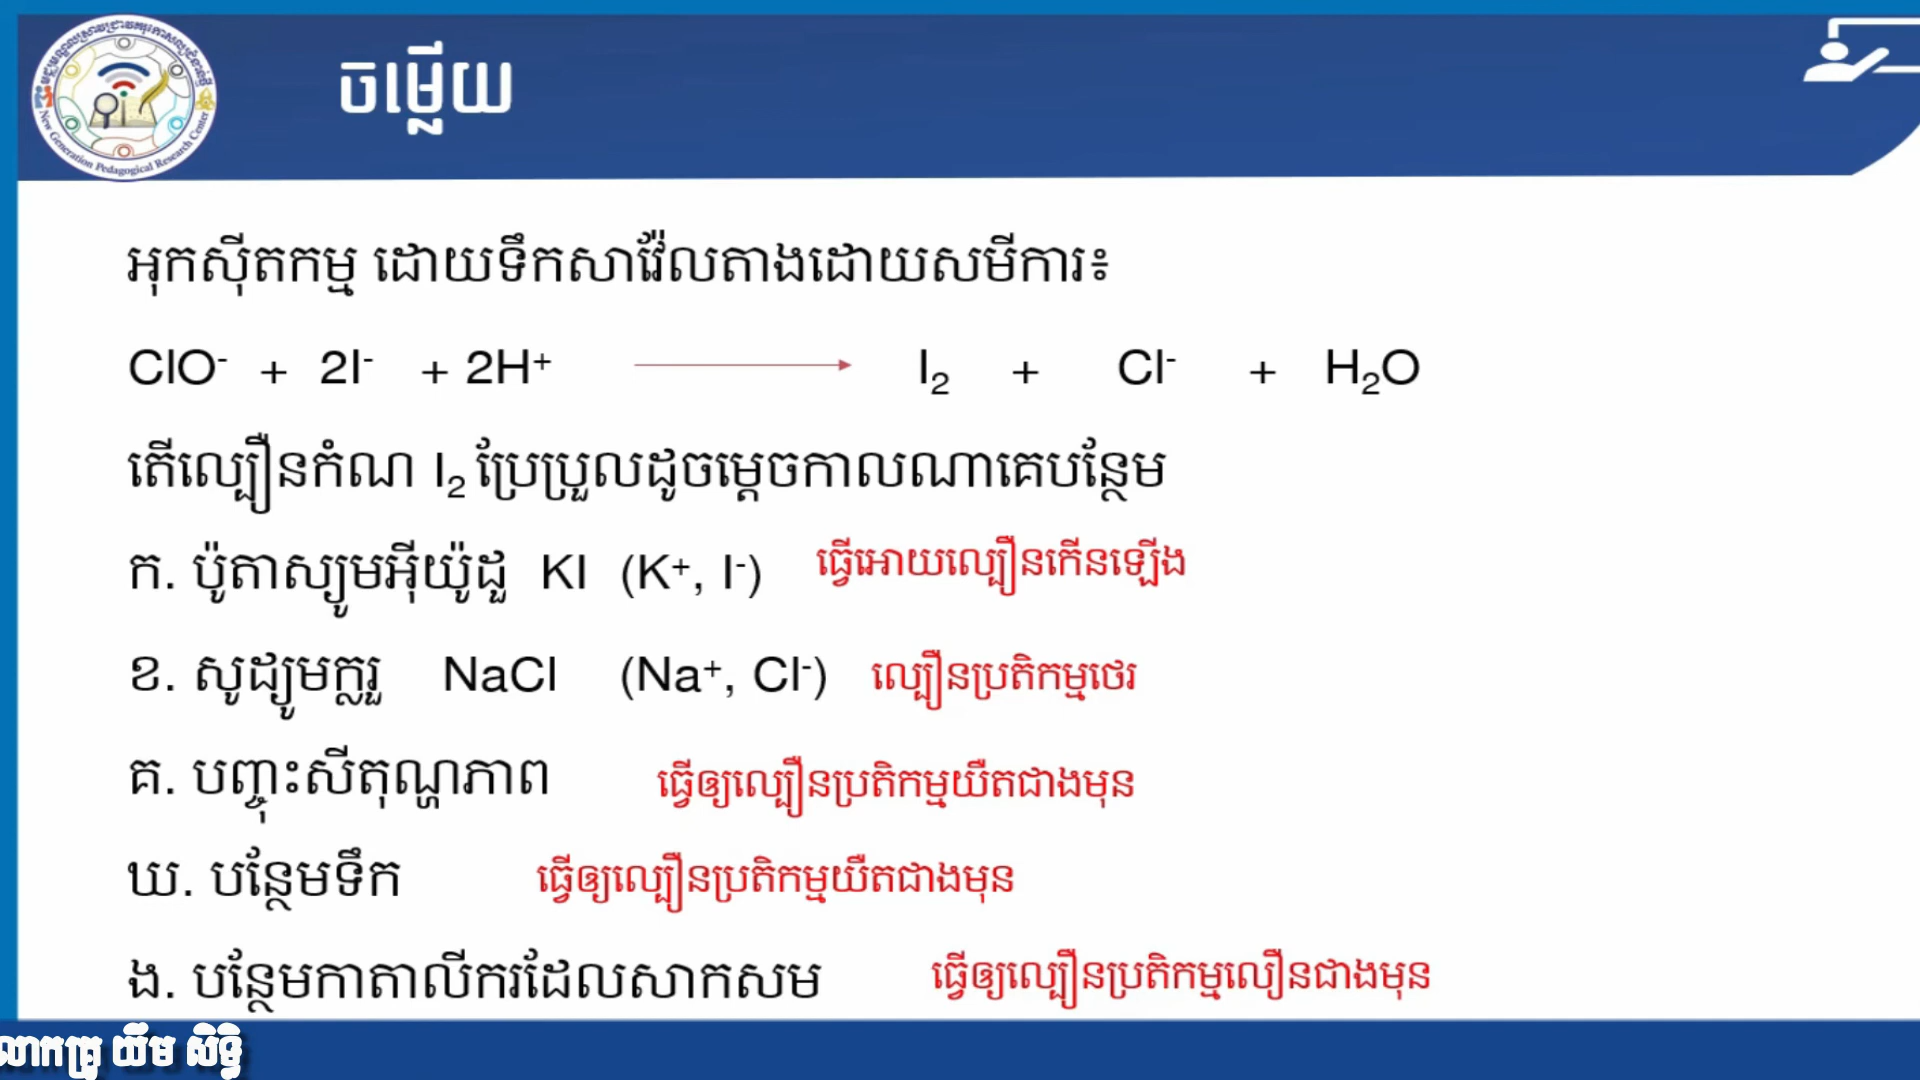 ចម្លើយ
New Generation Pedagogical Research Center
អុកស៊ីតកម្ម ដោយទឹកសាវ៉ែលតាងដោយសមីការ៖
ClO⁻ + 2I⁻ + 2H⁺ → I₂ + Cl⁻ + H₂O
តើល្បឿនកំណ I₂ ប្រែប្រួលដូចម្តេចកាលណាគេបន្ថែម
ក. ប៉ូតាស្យូមអ៊ីយ៉ូដួ KI (K⁺, I⁻) ធ្វើអោយល្បឿនកើនឡើង
ខ. សូដ្យូមក្លរួ NaCl (Na⁺, Cl⁻) ល្បឿនប្រតិកម្មថេរ
គ. បញ្ចុះសីតុណ្ហភាព ធ្វើឲ្យល្បឿនប្រតិកម្មយឺតជាងមុន
ឃ. បន្ថែមទឹក ធ្វើឲ្យល្បឿនប្រតិកម្មយឺតជាងមុន
ង. បន្ថែមកាតាលីករដែលសាកសម ធ្វើឲ្យល្បឿនប្រតិកម្មលឿនជាងមុន
លោកគ្រូ យឹម សិទ្ធិ